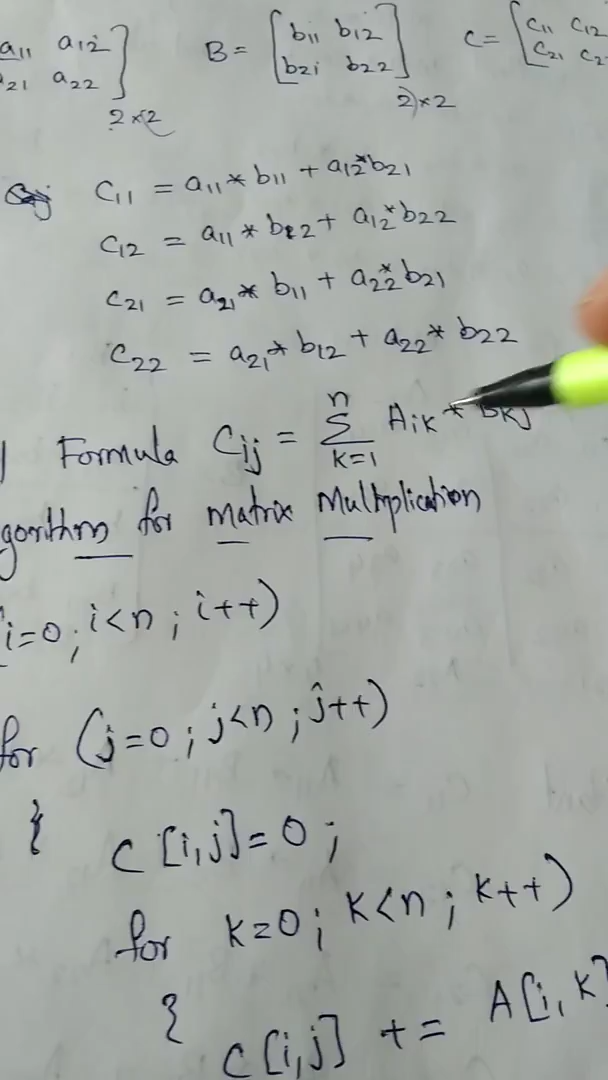 a11 a12 B = [b11 b12 C = [c11 c12
21 a22] b21 b22] c21 c2
2×2 2×2
C11 = a11 * b11 + a12 * b21
C12 = a11 * b12 + a12 * b22
C21 = a21 * b11 + a22 * b21
C22 = a21 * b12 + a22 * b22
Formula Cij = n Σ k=1 Aik * Bkj
gorithm for matrix Multiplication
i=0; i<n; i++)
for (j=0; j<n; j++)
{ C [i,j] = 0;
for k=0; k<n; k++)
{
C[i,j] += A[i,k]